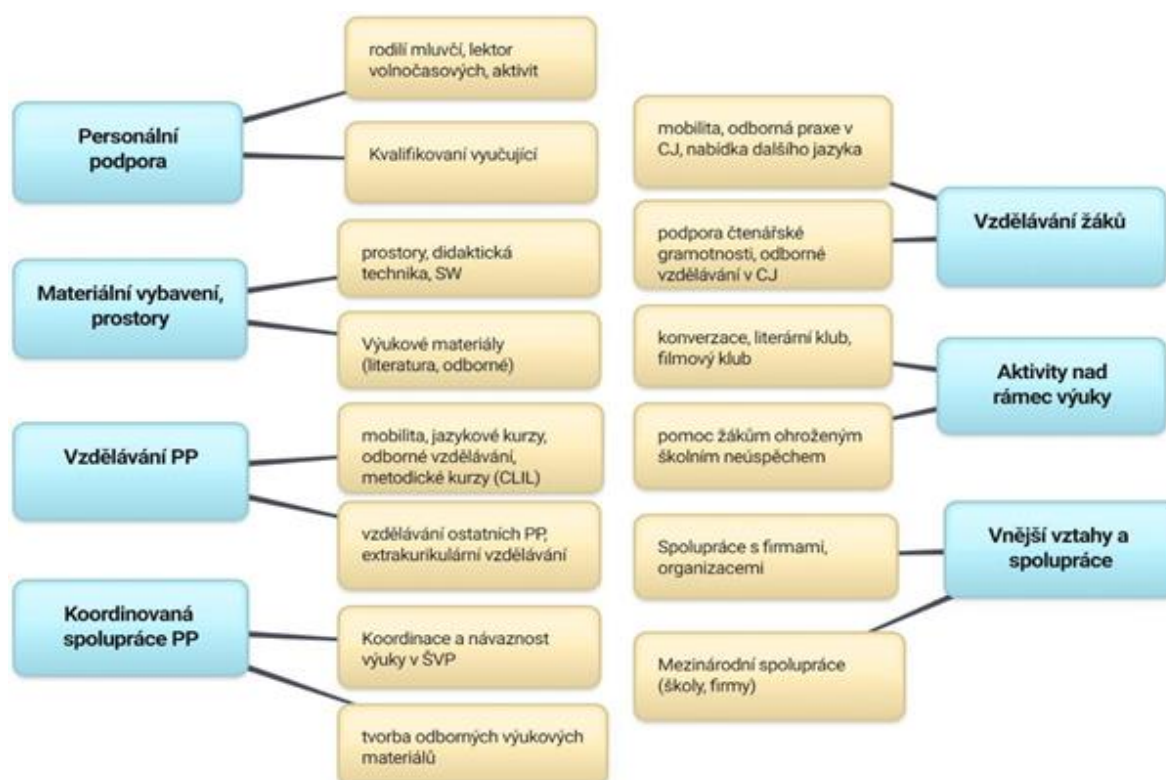 rodilí mluvčí, lektor
volnočasových, aktivit
Personální
podpora
Kvalifikovaní vyučující
prostory, didaktická
technika, SW
Materiální vybavení,
prostory
Výukové materiály
(literatura, odborné)
mobilita, jazykové kurzy,
odborné vzdělávání,
metodické kurzy (CLIL)
Vzdělávání PP
vzdělávání ostatních PP,
extrakurikulární vzdělávání
Koordinovaná
spolupráce PP
Koordinace a návaznost
výuky v ŠVP
tvorba odborných výukových
materiálů
mobilita, odborná praxe v
CJ, nabídka dalšího jazyka
Vzdělávání žáků
podpora čtenářské
gramotnosti, odborné
vzdělávání v CJ
konverzace, literární klub,
filmový klub
Aktivity nad
rámec výuky
pomoc žákům ohroženým
školním neúspěchem
Vnější vztahy a
spolupráce
Spolupráce s firmami,
organizacemi
Mezinárodní spolupráce
(školy, firmy)